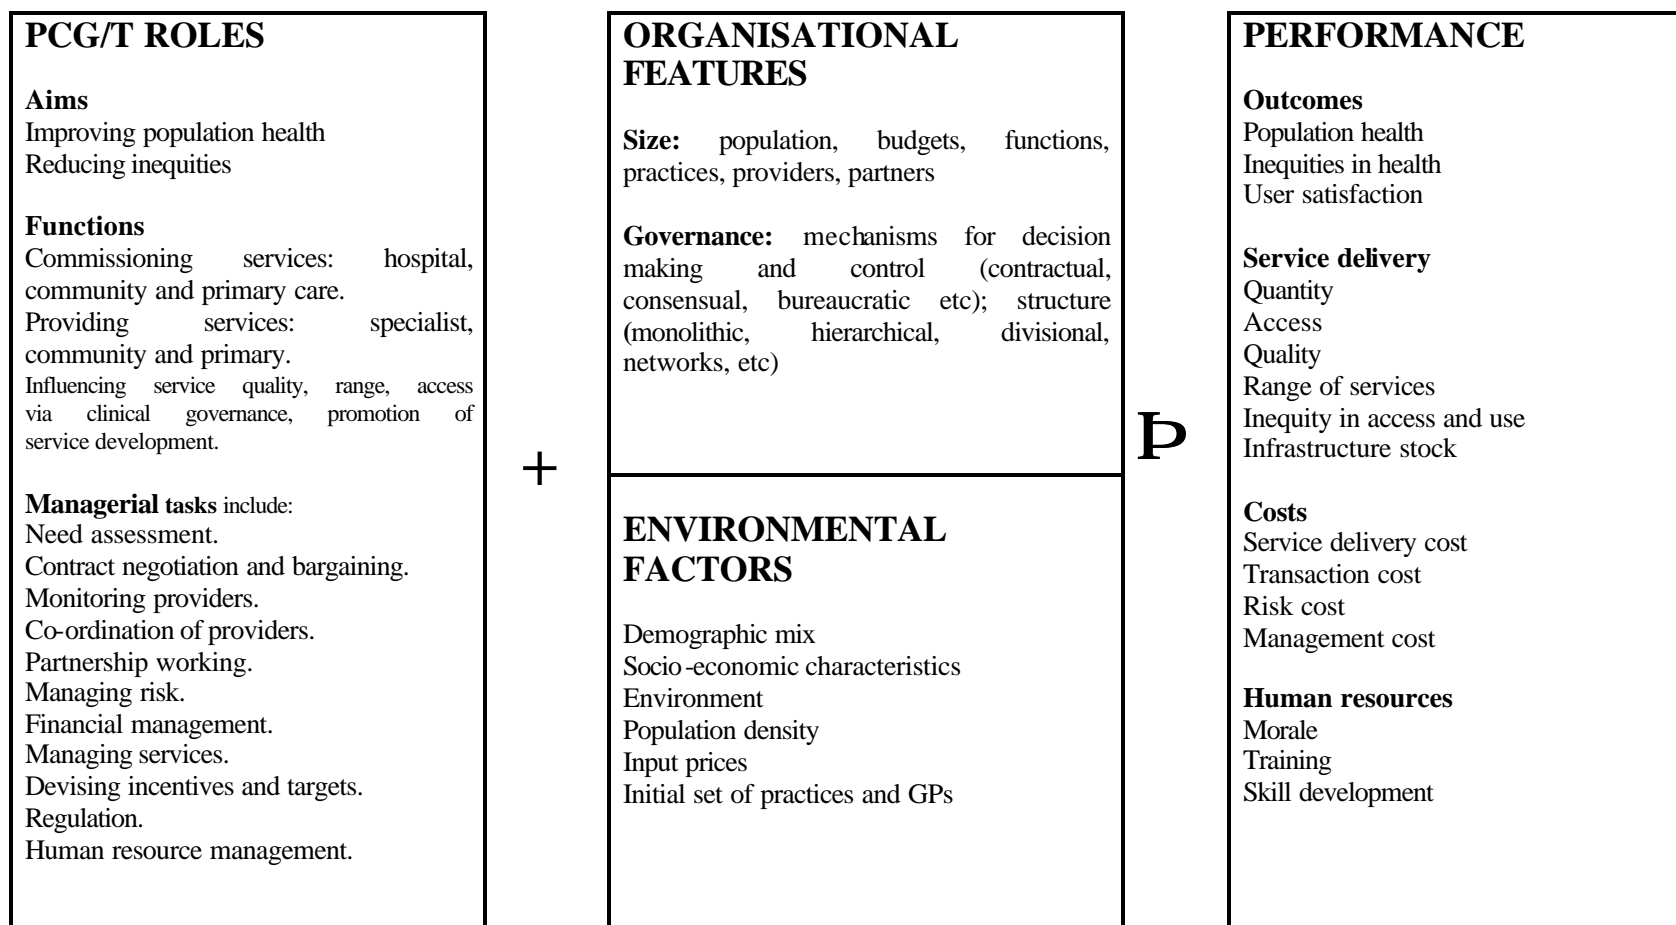 PCG/T ROLES
Aims
Improving population health
Reducing inequities
Functions
Commissioning services: hospital,
community and primary care.
Providing services: specialist,
community and primary.
Influencing service quality, range, access
via clinical governance, promotion of
service development.
Managerial tasks include:
Need assessment.
Contract negotiation and bargaining.
Monitoring providers.
Co-ordination of providers.
Partnership working.
Managing risk.
Financial management.
Managing services.
Devising incentives and targets.
Regulation.
Human resource management.
+
ORGANISATIONAL
FEATURES
Size: population, budgets, functions,
practices, providers, partners
Governance: mechanisms for decision
making and control (contractual,
consensual, bureaucratic etc); structure
(monolithic, hierarchical, divisional,
networks, etc)
ENVIRONMENTAL
FACTORS
Demographic mix
Socio-economic characteristics
Environment
Population density
Input prices
Initial set of practices and GPs
Þ
PERFORMANCE
Outcomes
Population health
Inequities in health
User satisfaction
Service delivery
Quantity
Access
Quality
Range of services
Inequity in access and use
Infrastructure stock
Costs
Service delivery cost
Transaction cost
Risk cost
Management cost
Human resources
Morale
Training
Skill development